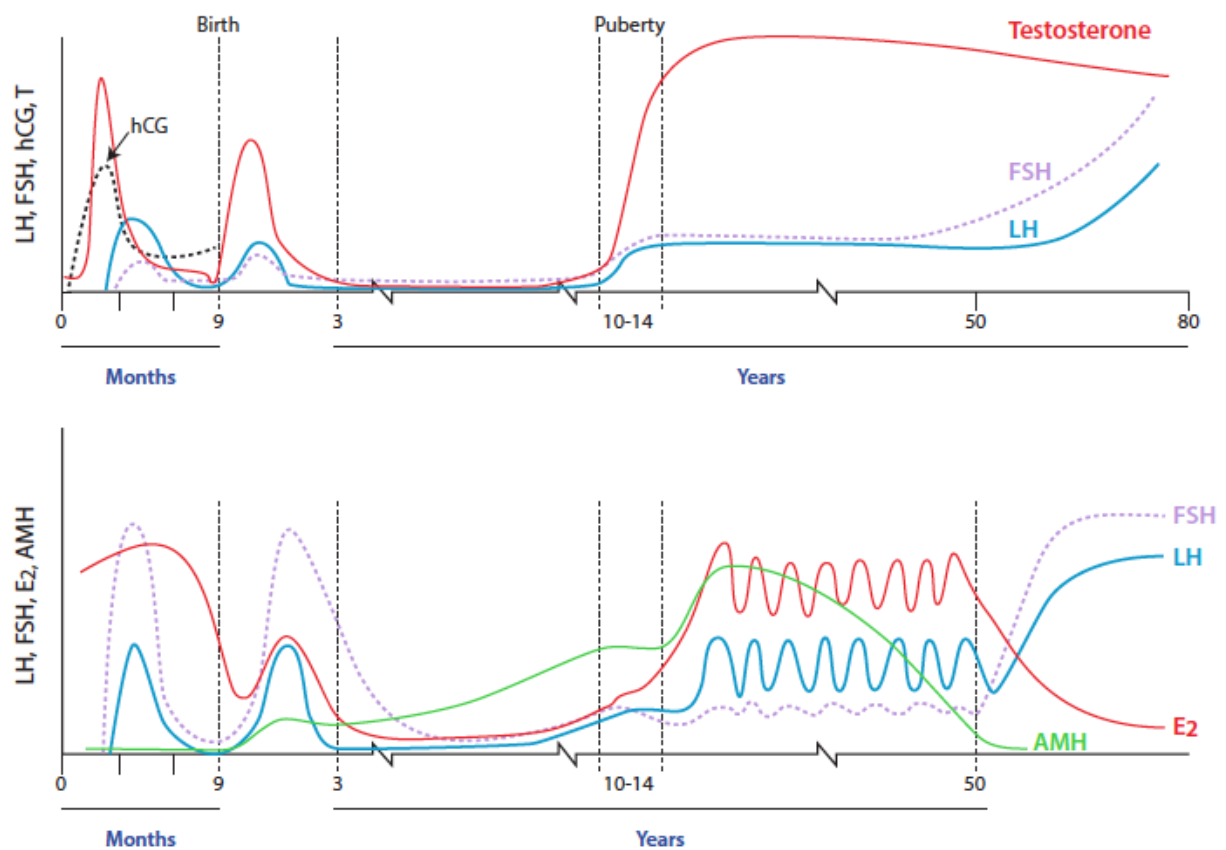 Birth
Puberty
Testosterone
hCG
FSH
LH
LH, FSH, hCG, T
0
9
3
10-14
50
80
Months
Years
LH, FSH, E2, AMH
FSH
LH
E2
AMH
0
9
3
10-14
50
Months
Years